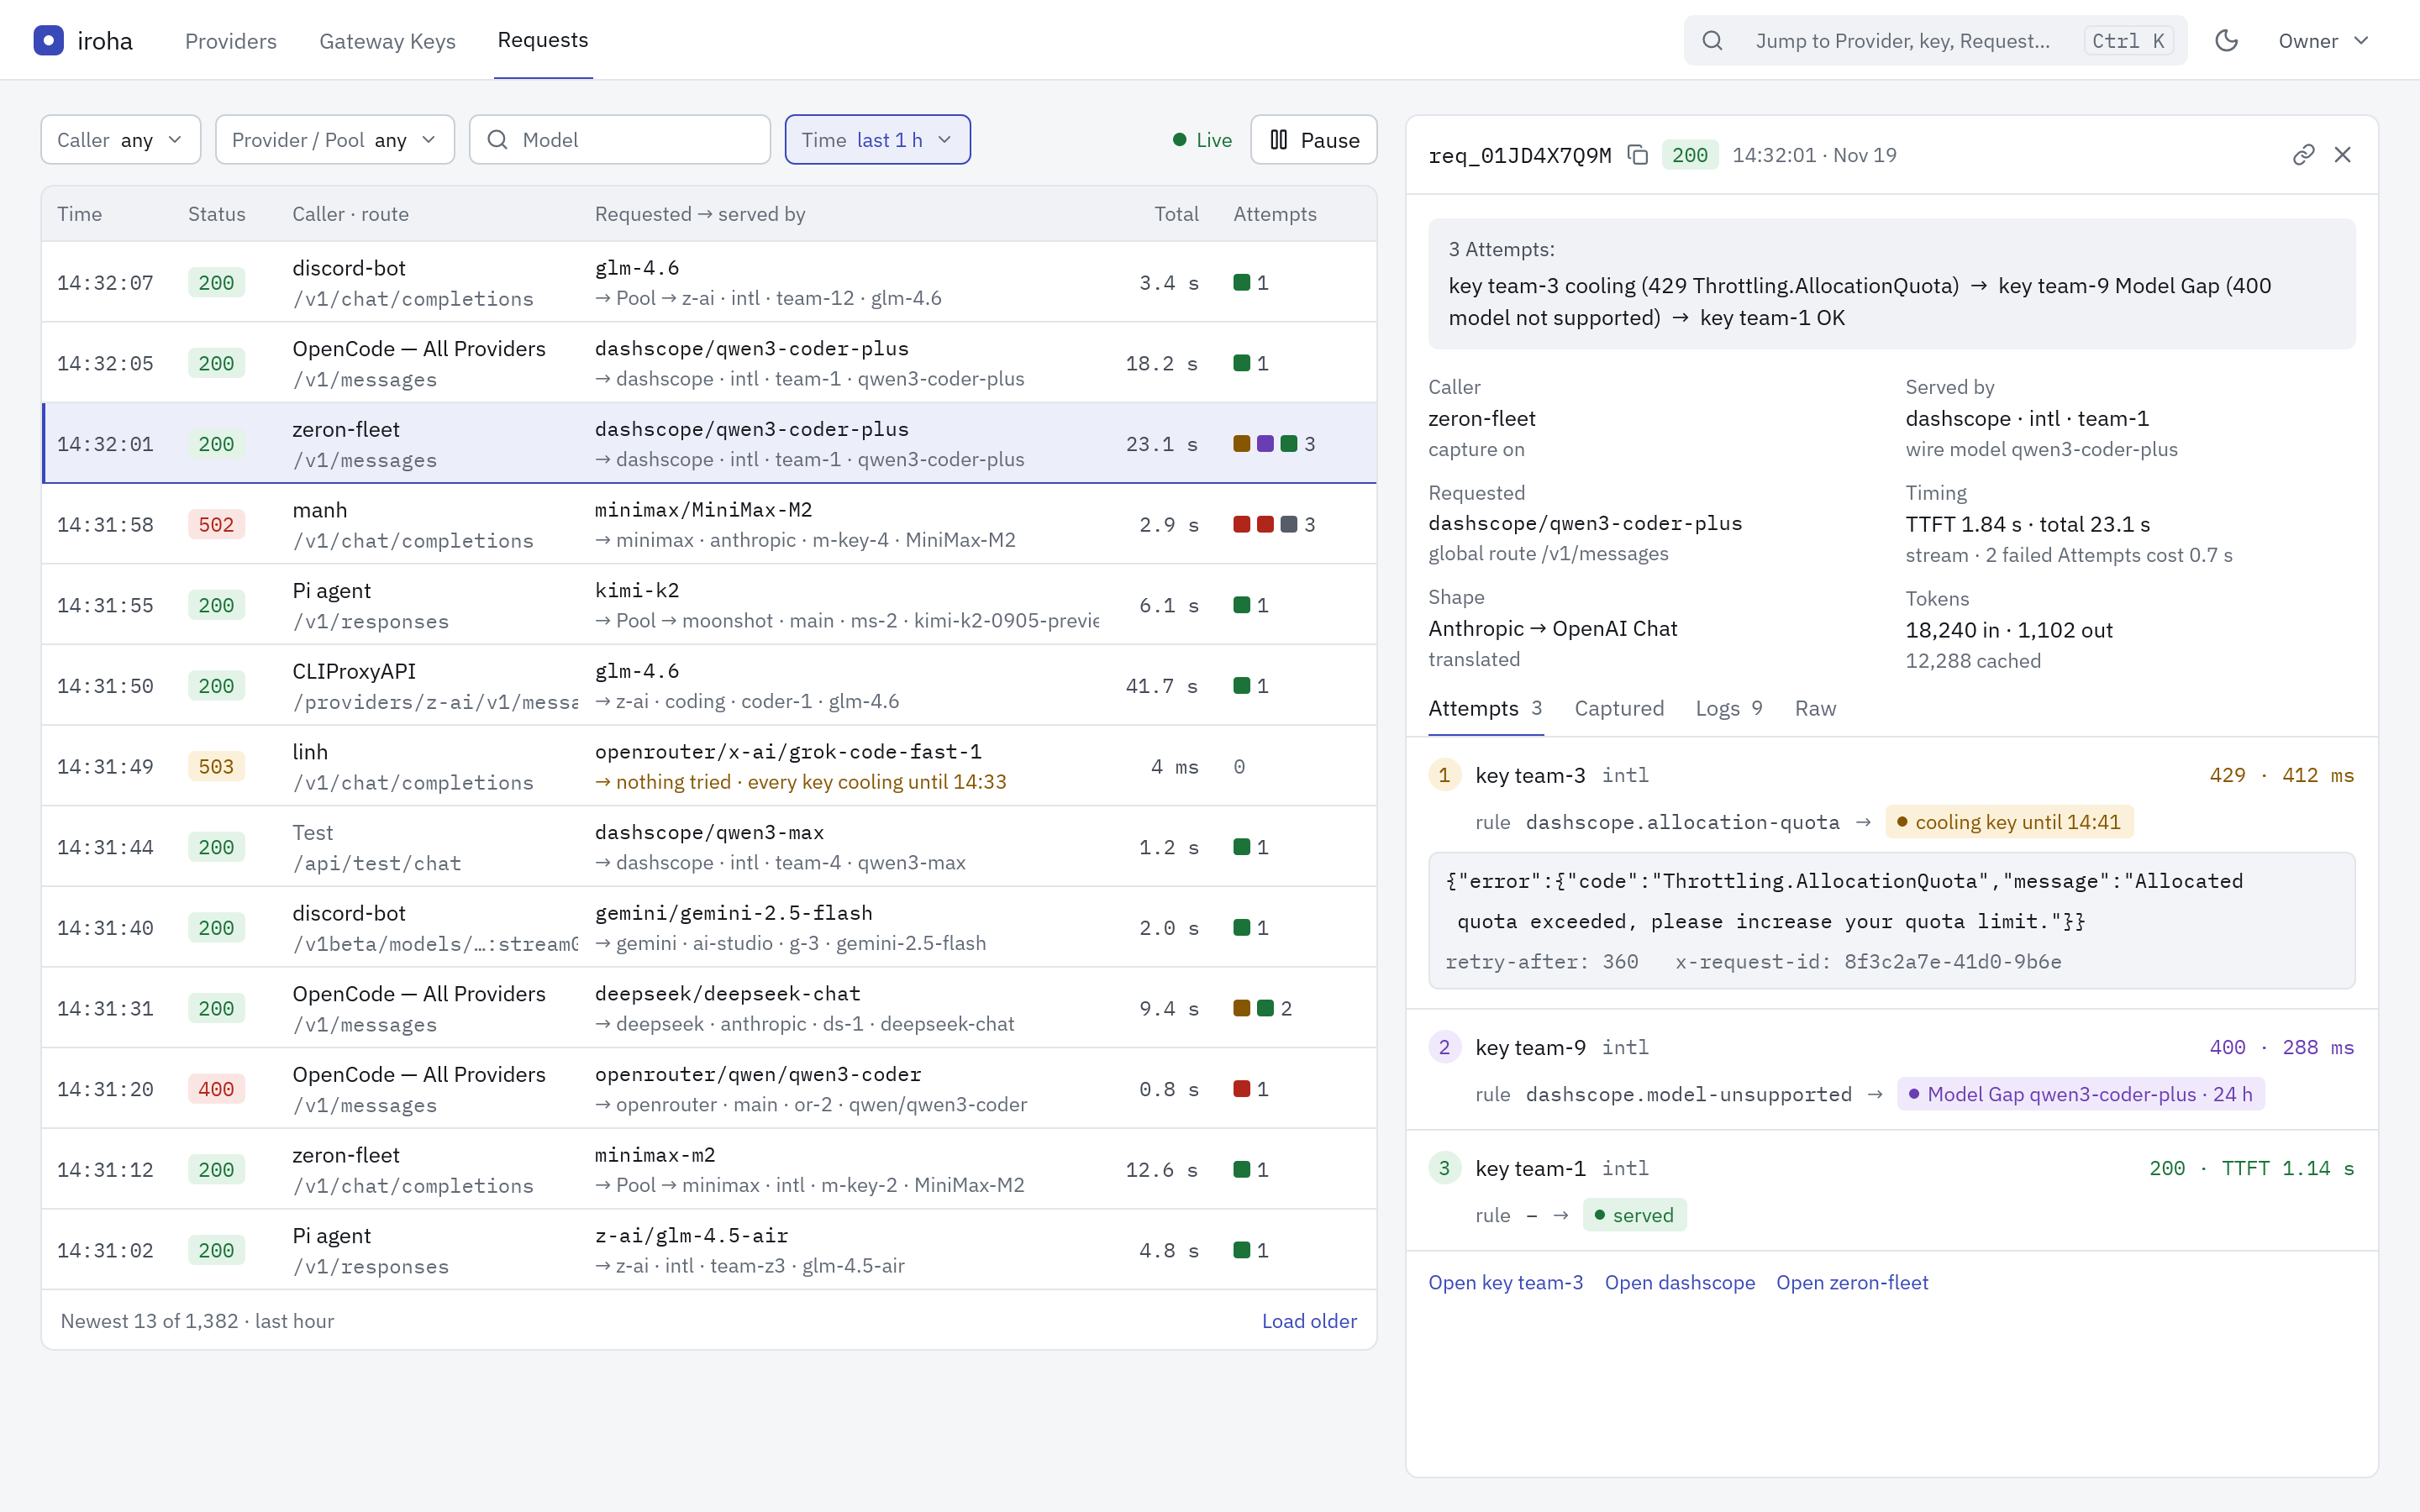 iroha Providers Gateway Keys Requests Jump to Provider, key, Request... Ctrl K Owner
Caller any Provider / Pool any Model Time last 1 h Live Pause
Time Status Caller · route Requested → served by Total Attempts
14:32:07 200 discord-bot glm-4.6 3.4 s 1
/v1/chat/completions → Pool → z-ai · intl · team-12 · glm-4.6
14:32:05 200 OpenCode — All Providers dashscope/qwen3-coder-plus 18.2 s 1
/v1/messages → dashscope · intl · team-1 · qwen3-coder-plus
14:32:01 200 zeron-fleet dashscope/qwen3-coder-plus 23.1 s 3
/v1/messages → dashscope · intl · team-1 · qwen3-coder-plus
14:31:58 502 manh minimax/MiniMax-M2 2.9 s 3
/v1/chat/completions → minimax · anthropic · m-key-4 · MiniMax-M2
14:31:55 200 Pi agent kimi-k2 6.1 s 1
/v1/responses → Pool → moonshot · main · ms-2 · kimi-k2-0905-previe
14:31:50 200 CLIProxyAPI glm-4.6 41.7 s 1
/providers/z-ai/v1/messa → z-ai · coding · coder-1 · glm-4.6
14:31:49 503 linh openrouter/x-ai/grok-code-fast-1 4 ms 0
/v1/chat/completions → nothing tried · every key cooling until 14:33
14:31:44 200 Test dashscope/qwen3-max 1.2 s 1
/api/test/chat → dashscope · intl · team-4 · qwen3-max
14:31:40 200 discord-bot gemini/gemini-2.5-flash 2.0 s 1
/v1beta/models/…:stream → gemini · ai-studio · g-3 · gemini-2.5-flash
14:31:31 200 OpenCode — All Providers deepseek/deepseek-chat 9.4 s 2
/v1/messages → deepseek · anthropic · ds-1 · deepseek-chat
14:31:20 400 OpenCode — All Providers openrouter/qwen/qwen3-coder 0.8 s 1
/v1/messages → openrouter · main · or-2 · qwen/qwen3-coder
14:31:12 200 zeron-fleet minimax-m2 12.6 s 1
/v1/chat/completions → Pool → minimax · intl · m-key-2 · MiniMax-M2
14:31:02 200 Pi agent z-ai/glm-4.5-air 4.8 s 1
/v1/responses → z-ai · intl · team-z3 · glm-4.5-air
Newest 13 of 1,382 · last hour Load older
req_01JD4X7Q9M 200 14:32:01 · Nov 19
3 Attempts:
key team-3 cooling (429 Throttling.AllocationQuota) → key team-9 Model Gap (400
model not supported) → key team-1 OK
Caller
zeron-fleet
capture on
Served by
dashscope · intl · team-1
wire model qwen3-coder-plus
Requested
dashscope/qwen3-coder-plus
global route /v1/messages
Timing
TTFT 1.84 s · total 23.1 s
stream · 2 failed Attempts cost 0.7 s
Shape
Anthropic → OpenAI Chat
translated
Tokens
18,240 in · 1,102 out
12,288 cached
Attempts 3 Captured Logs 9 Raw
1 key team-3 intl 429 · 412 ms
rule dashscope.allocation-quota → cooling key until 14:41
{"error":{"code":"Throttling.AllocationQuota","message":"Allocated
quota exceeded, please increase your quota limit."}}
retry-after: 360 x-request-id: 8f3c2a7e-41d0-9b6e
2 key team-9 intl 400 · 288 ms
rule dashscope.model-unsupported → Model Gap qwen3-coder-plus · 24 h
3 key team-1 intl 200 · TTFT 1.14 s
rule – → served
Open key team-3 Open dashscope Open zeron-fleet